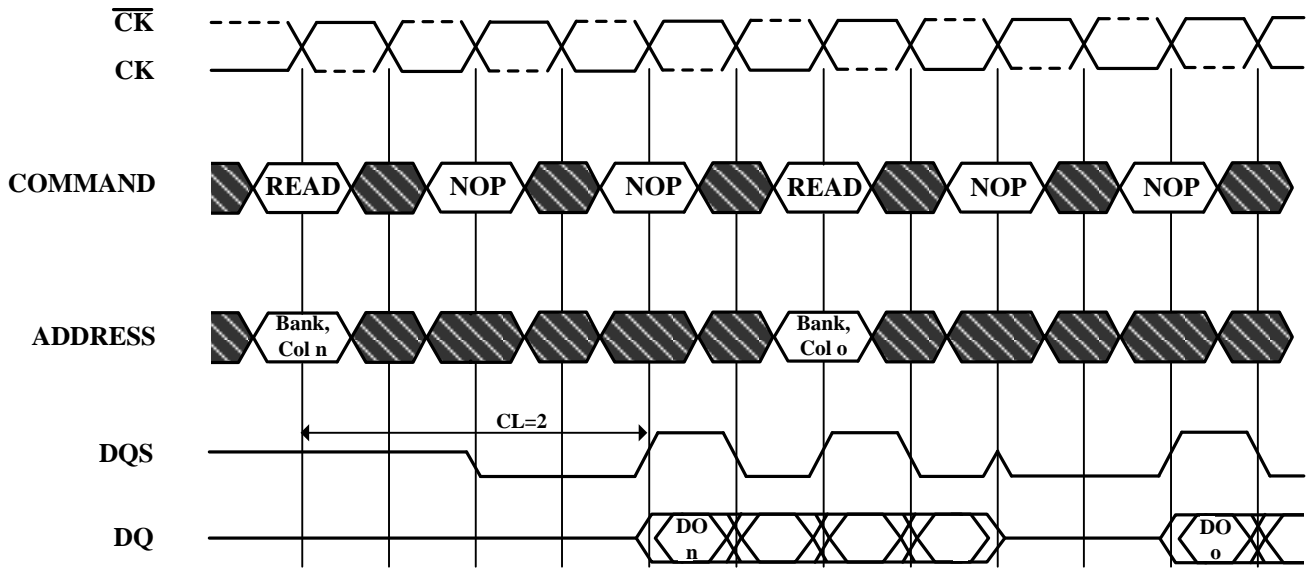 CK
CK
COMMAND
READ
NOP
NOP
READ
NOP
NOP
ADDRESS
Bank,
Col n
Bank,
Col o
CL=2
DQS
DQ
DO
n
DO
o